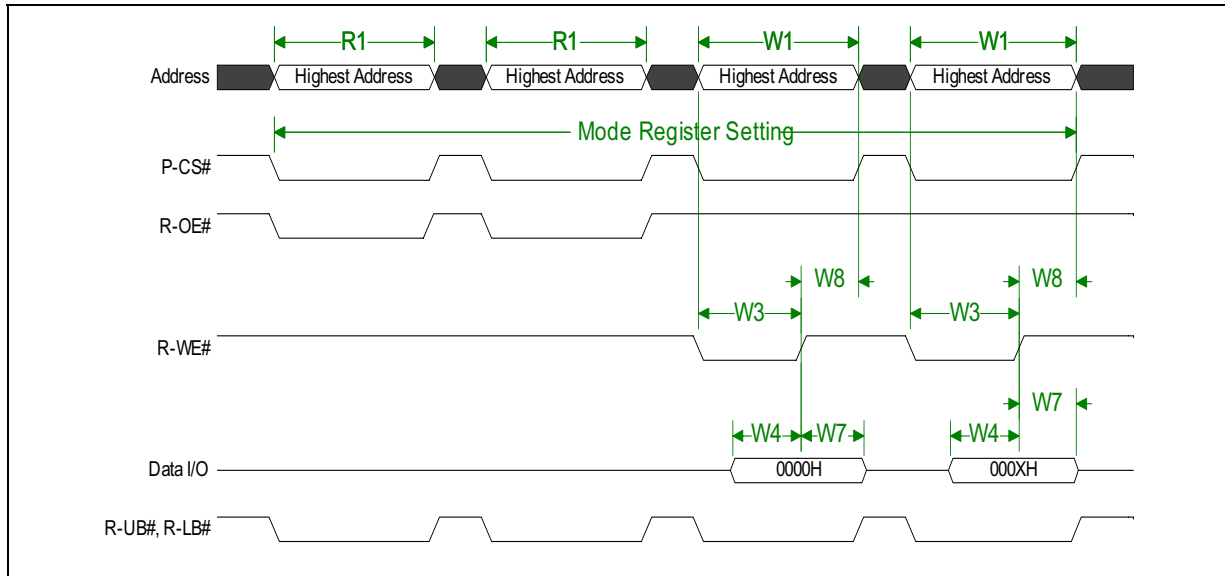 R1 R1 W1 W1
Address Highest Address Highest Address Highest Address Highest Address
Mode Register Setting
P-CS#
R-OE#
W8 W8
W3 W3
R-WE#
W7
W4 W7 W4
Data I/O 0000H 000XH
R-UB#, R-LB#